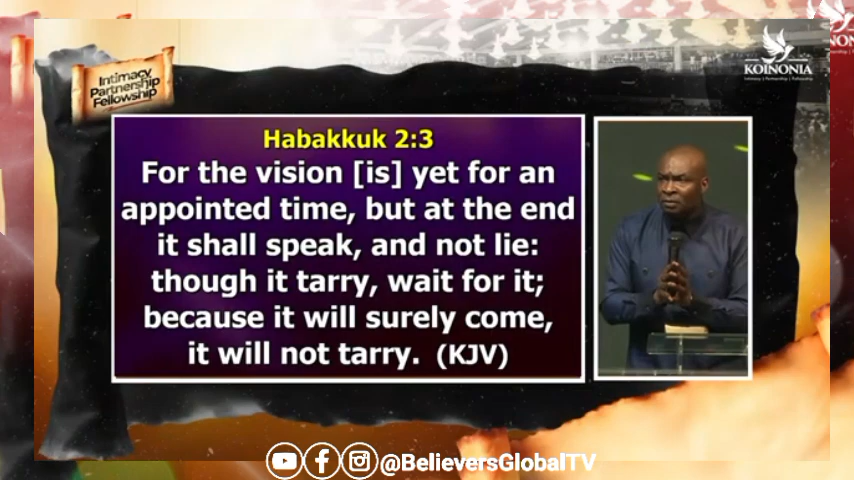 Intimacy
Partnership
Fellowship
KOINONIA
Habakkuk 2:3
For the vision [is] yet for an
appointed time, but at the end
it shall speak, and not lie:
though it tarry, wait for it;
because it will surely come,
it will not tarry. (KJV)
@BelieversGlobalTV